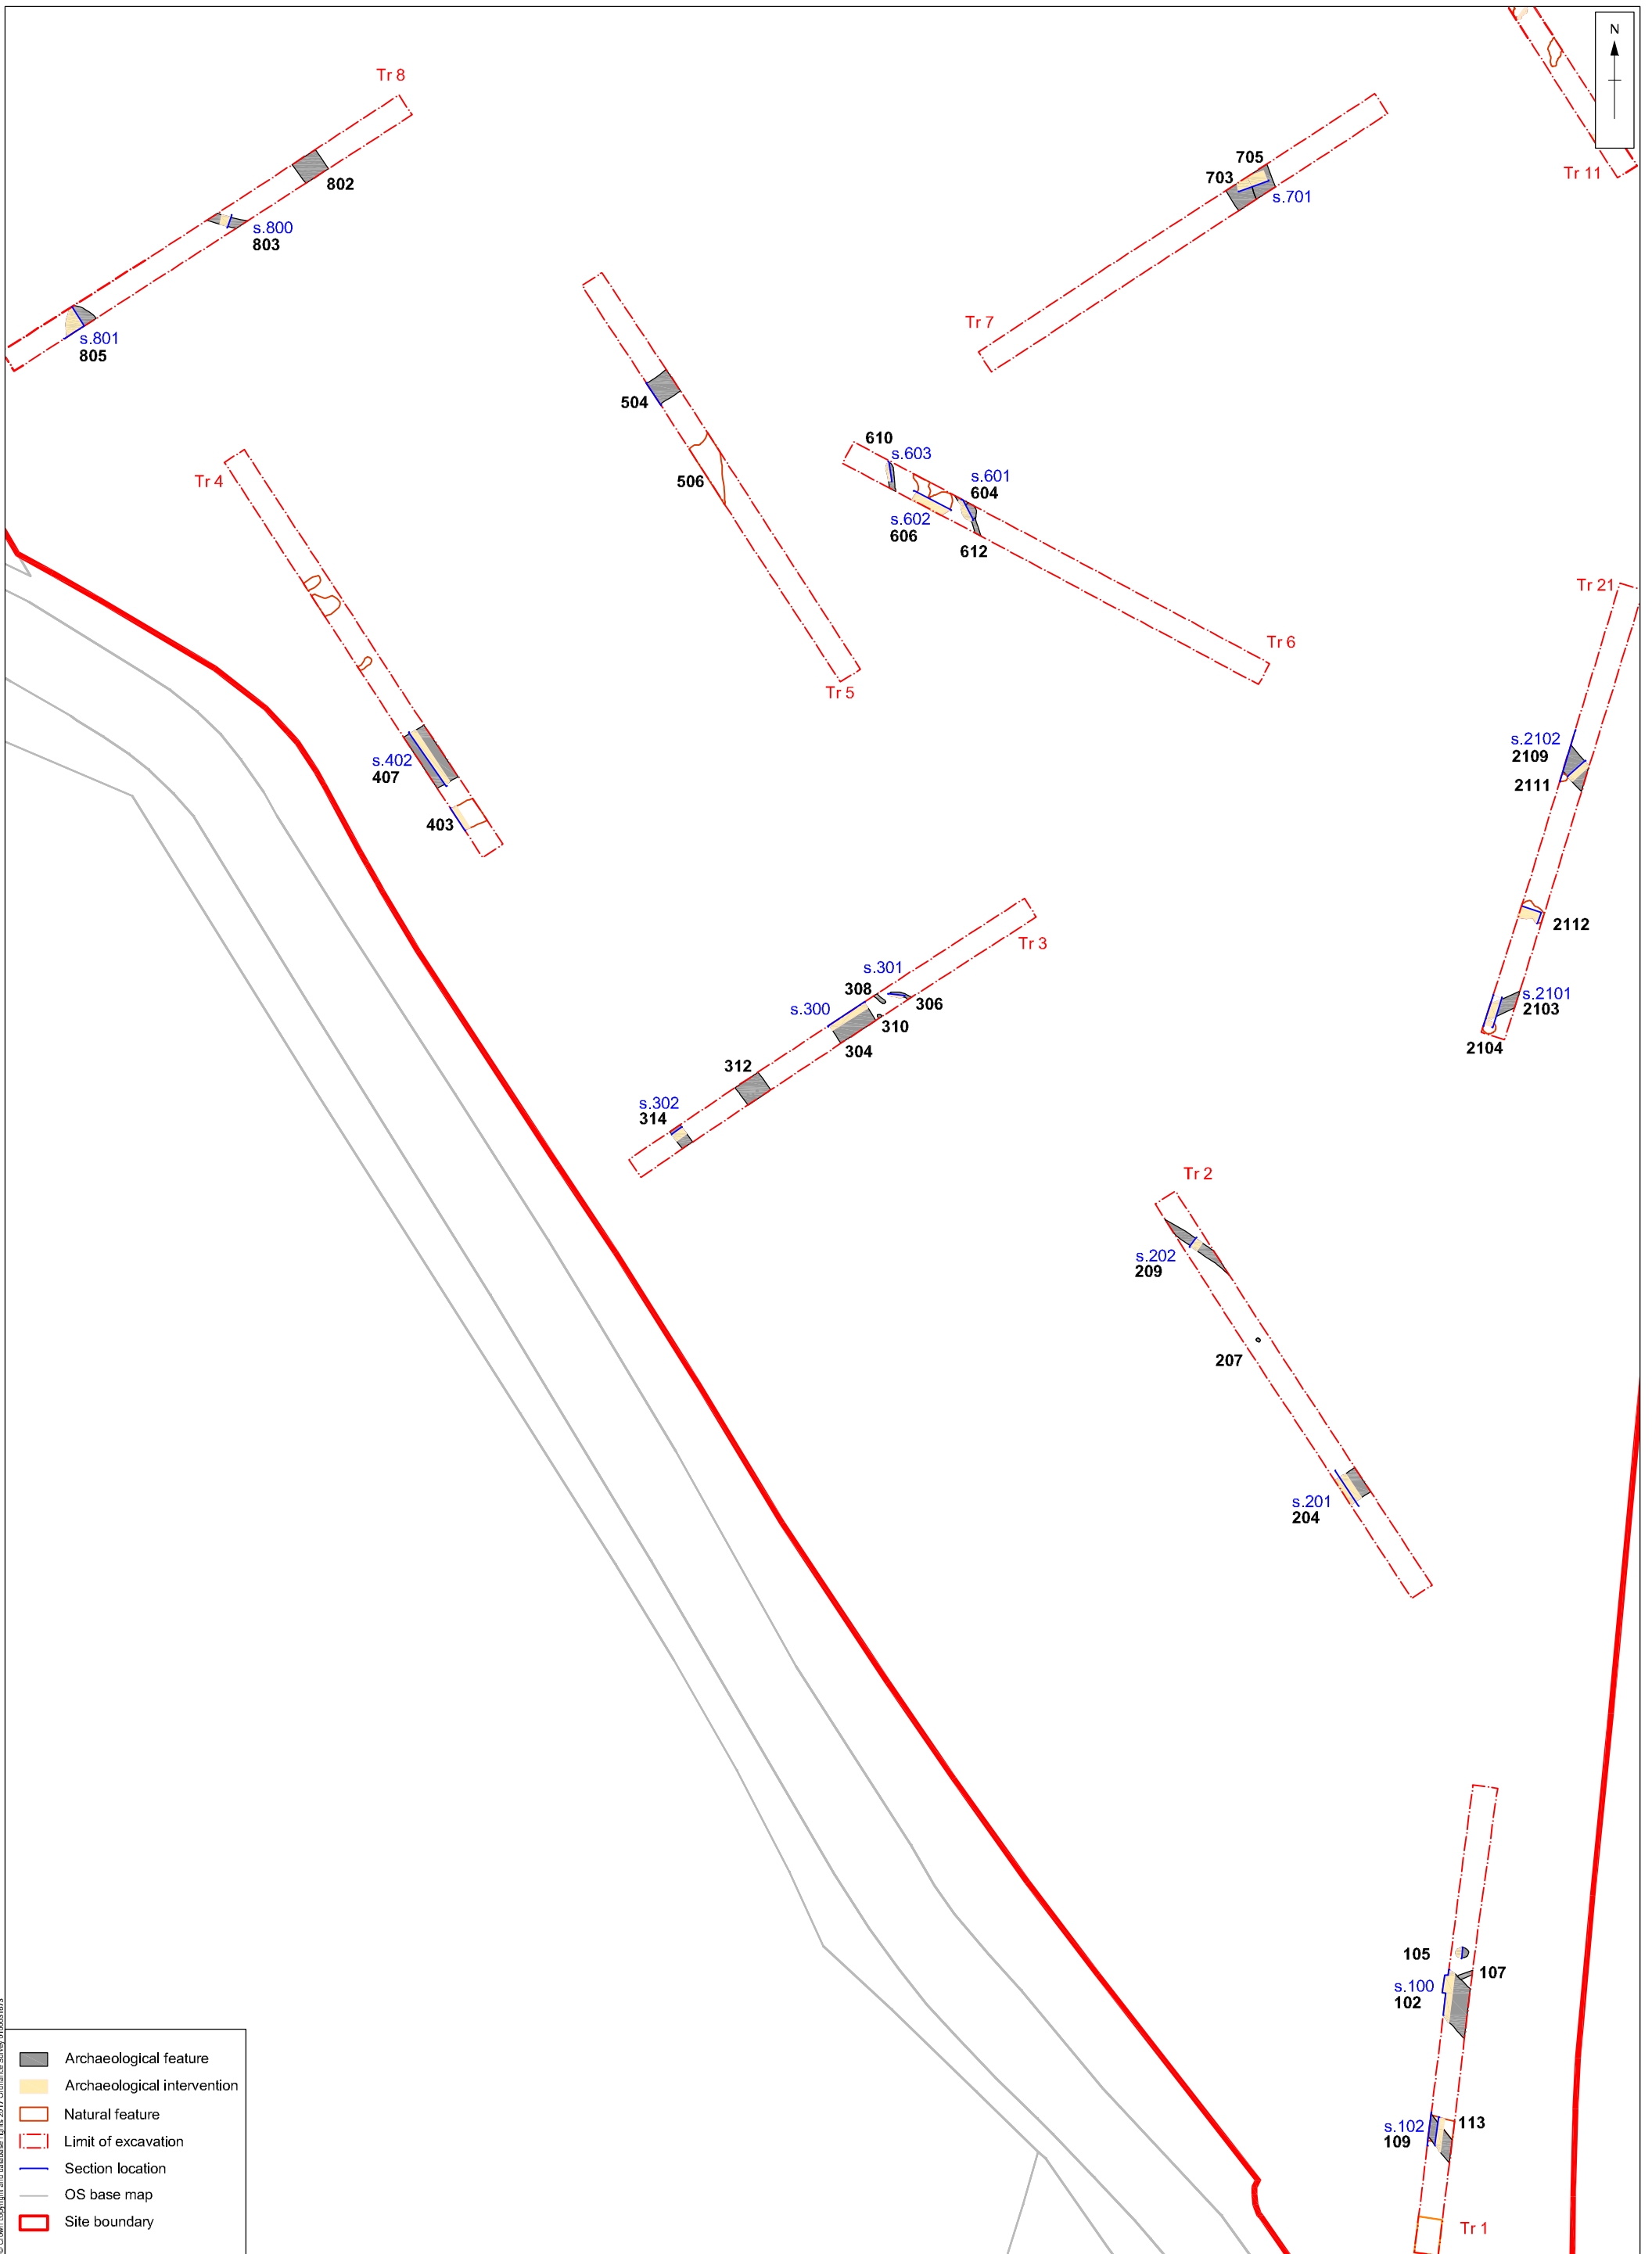 N
Tr 8
Tr 11
802
705
703
s.701
s.800
803
s.801
805
Tr 7
504
506
610
s.603
s.601
604
s.602
606
612
Tr 4
Tr 21
Tr 6
Tr 5
s.402
407
403
s.2102
2109
2111
2112
Tr 3
s.301
308
306
s.300
310
304
s.2101
2103
2104
312
s.302
314
Tr 2
s.202
209
207
s.201
204
105
107
s.100
102
113
s.102
109
Tr 1
Archaeological feature
Archaeological intervention
Natural feature
Limit of excavation
Section location
OS base map
Site boundary